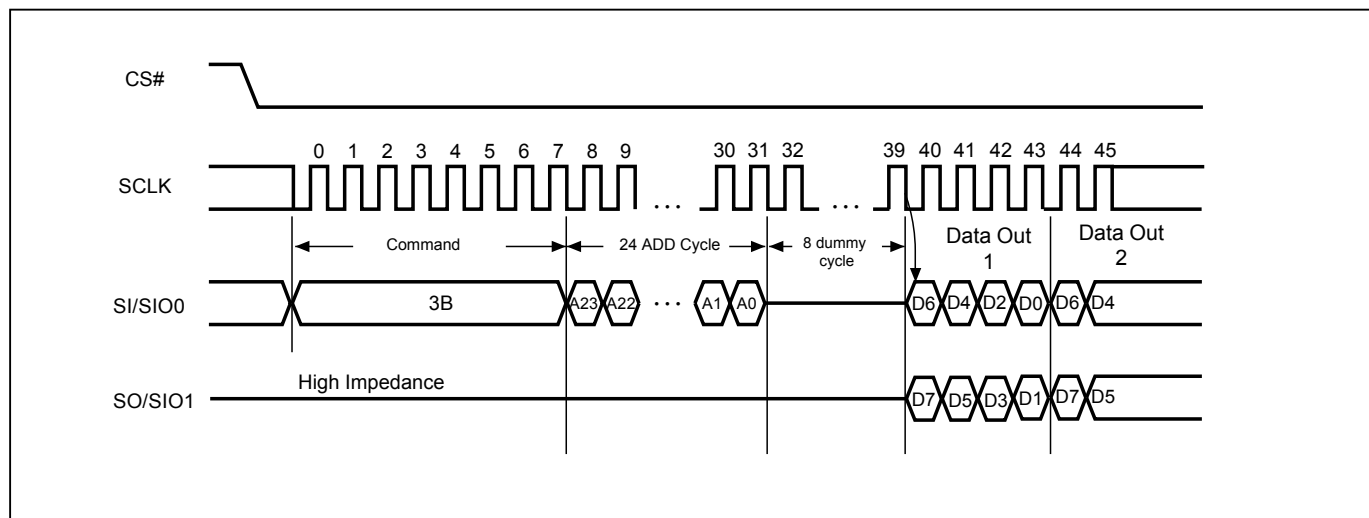 CS#
0 1 2 3 4 5 6 7 8 9 30 31 32 39 40 41 42 43 44 45
SCLK
...
...
Command
24 ADD Cycle
8 dummy
cycle
Data Out
1
Data Out
2
SI/SIO0
3B
A23 A22 ... A1 A0
D6 D4 D2 D0 D6 D4
High Impedance
SO/SIO1
D7 D5 D3 D1 D7 D5